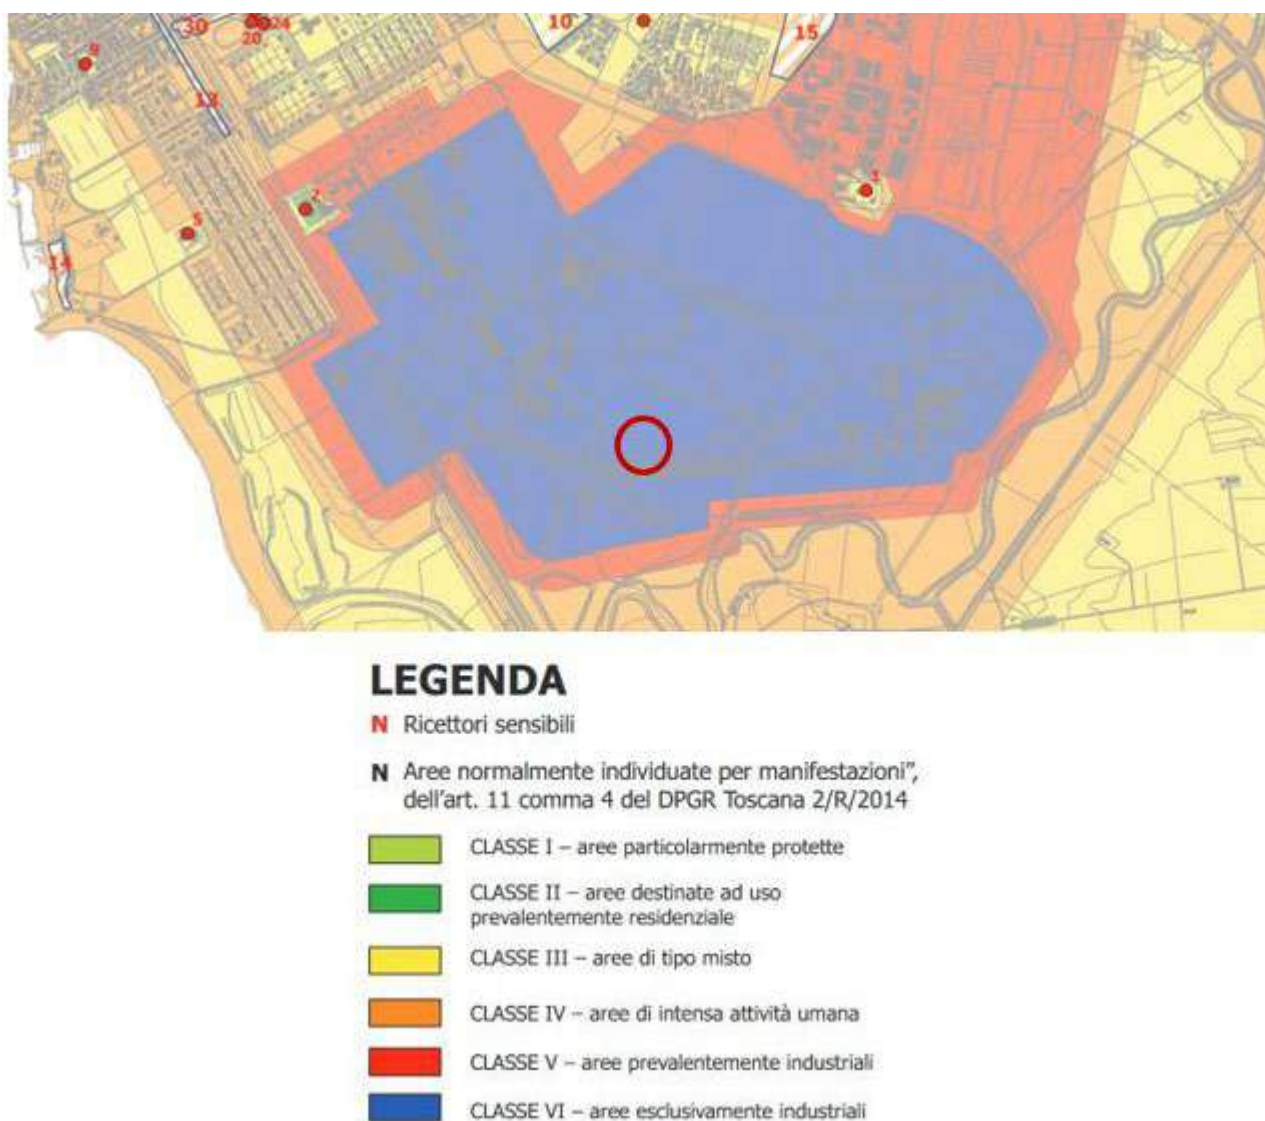 10
15
30
24
20
9
13
5
14
LEGENDA
N Ricettori sensibili
N Aree normalmente individuate per manifestazioni”,
dell'art. 11 comma 4 del DPGR Toscana 2/R/2014
CLASSE I – aree particolarmente protette
CLASSE II – aree destinate ad uso
prevalentemente residenziale
CLASSE III – aree di tipo misto
CLASSE IV – aree di intensa attività umana
CLASSE V – aree prevalentemente industriali
CLASSE VI – aree esclusivamente industriali